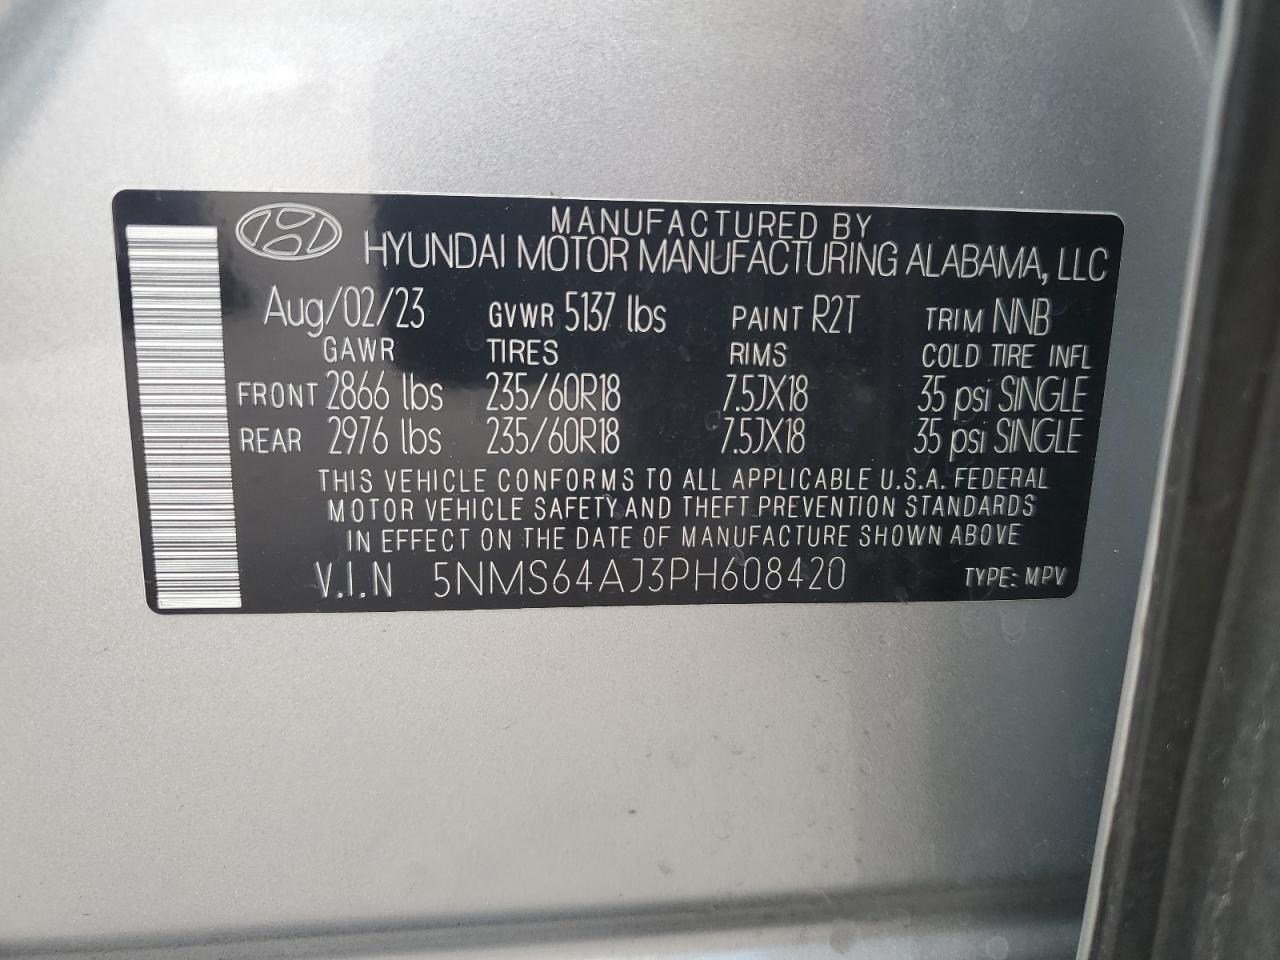 MANUFACTURED BY
HYUNDAI MOTOR MANUFACTURING ALABAMA, LLC
Aug/02/23 GVWR 5137 lbs PAINT R2T TRIM NNB
GAWR TIRES RIMS COLD TIRE INFL
FRONT 2866 lbs 235/60R18 7.5JX18 35 psi SINGLE
REAR 2976 lbs 235/60R18 7.5JX18 35 psi SINGLE
THIS VEHICLE CONFORMS TO ALL APPLICABLE U.S.A. FEDERAL
MOTOR VEHICLE SAFETY AND THEFT PREVENTION STANDARDS
IN EFFECT ON THE DATE OF MANUFACTURE SHOWN ABOVE
V.I.N 5NMS64AJ3PH608420 TYPE: MPV